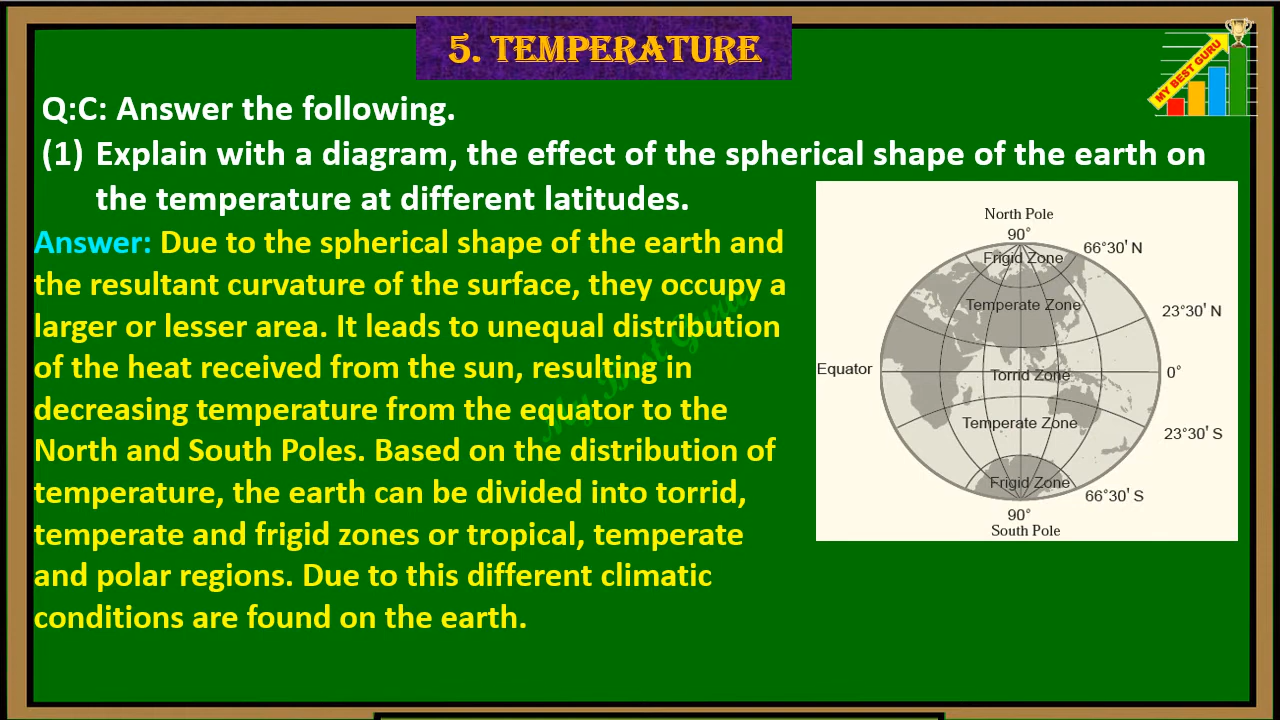 5. TEMPERATURE
MY BEST GURU
Q:C: Answer the following.
(1) Explain with a diagram, the effect of the spherical shape of the earth on
the temperature at different latitudes.
Answer: Due to the spherical shape of the earth and
the resultant curvature of the surface, they occupy a
larger or lesser area. It leads to unequal distribution
of the heat received from the sun, resulting in
decreasing temperature from the equator to the
North and South Poles. Based on the distribution of
temperature, the earth can be divided into torrid,
temperate and frigid zones or tropical, temperate
and polar regions. Due to this different climatic
conditions are found on the earth.
My Best Guru
North Pole
90°
66°30' N
Frigid Zone
Temperate Zone
23°30' N
Equator
Torrid Zone
0°
Temperate Zone
23°30' S
Frigid Zone
66°30' S
90°
South Pole